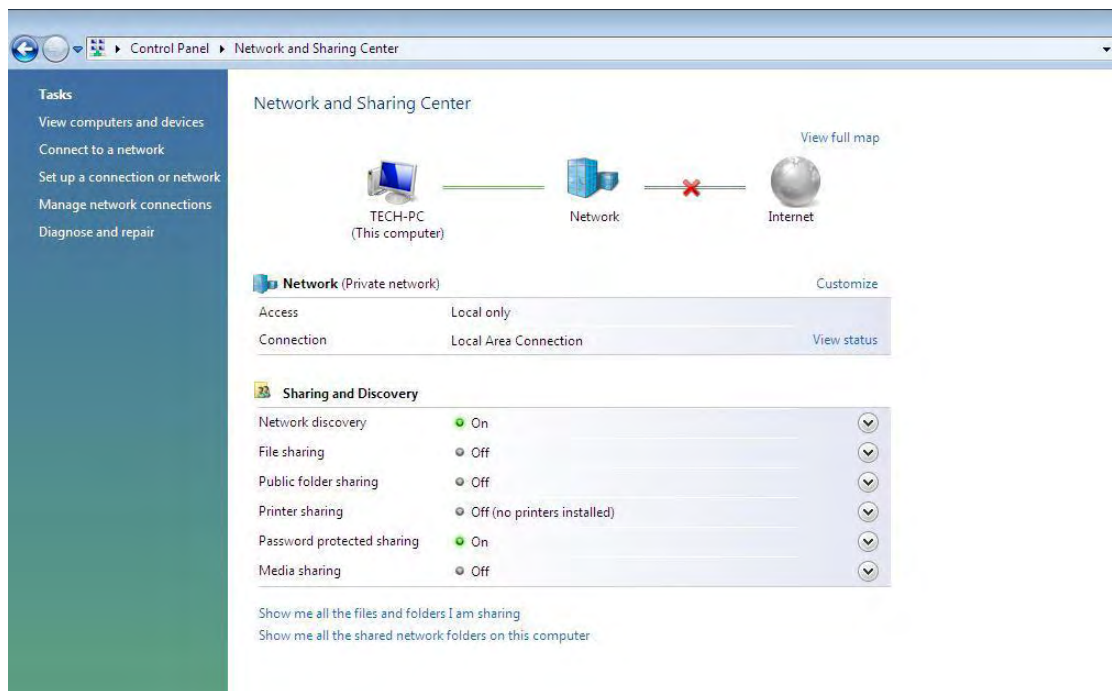 Control Panel ▸ Network and Sharing Center
Tasks
View computers and devices
Connect to a network
Set up a connection or network
Manage network connections
Diagnose and repair
Network and Sharing Center
View full map
TECH-PC
(This computer)
Network
Internet
Network (Private network) Customize
Access Local only
Connection Local Area Connection View status
Sharing and Discovery
Network discovery On
File sharing Off
Public folder sharing Off
Printer sharing Off (no printers installed)
Password protected sharing On
Media sharing Off
Show me all the files and folders I am sharing
Show me all the shared network folders on this computer